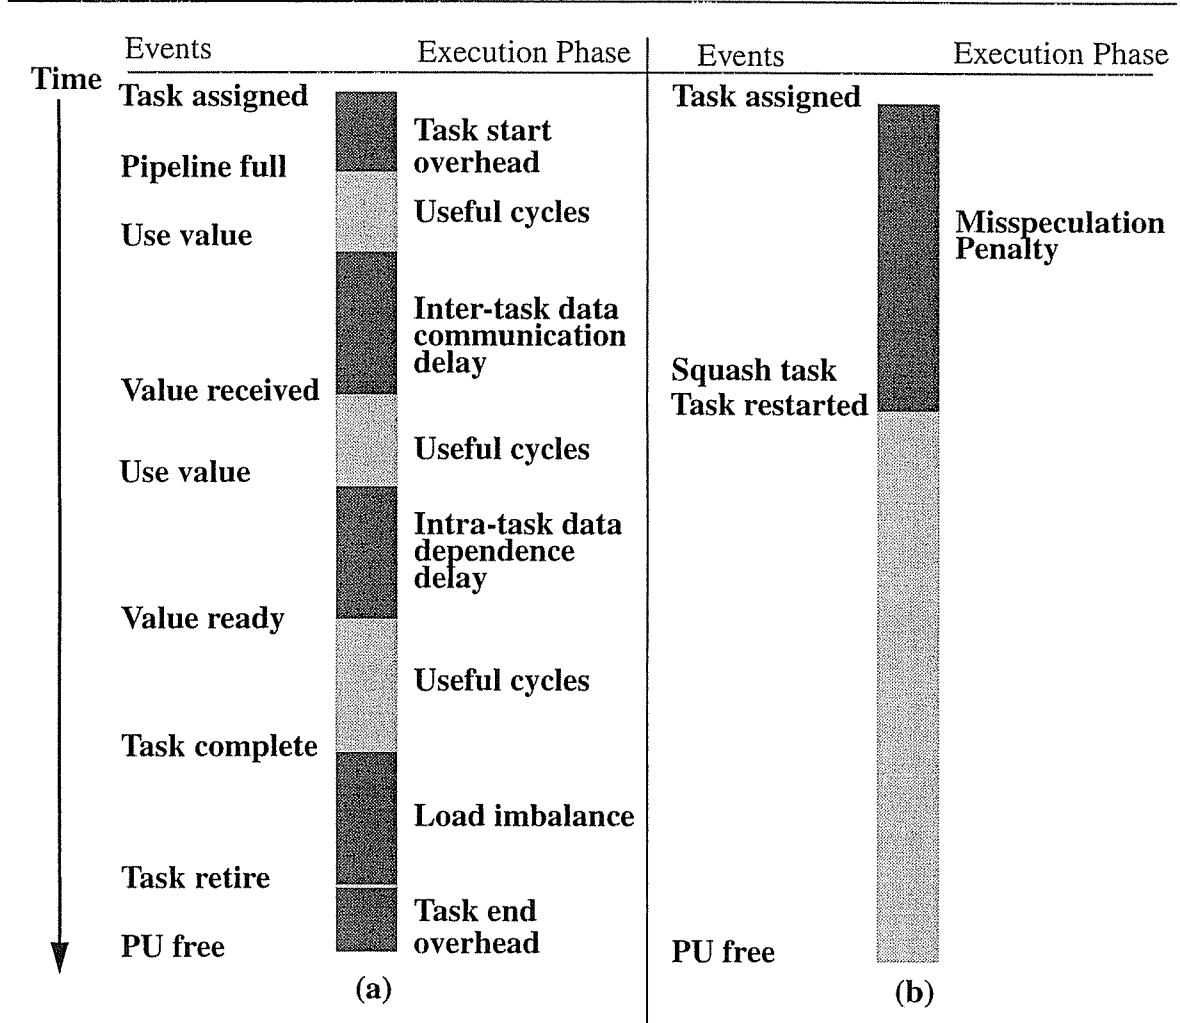 Events
Execution Phase
Time
Task assigned
Task start
overhead
Pipeline full
Useful cycles
Use value
Inter-task data
communication
delay
Value received
Useful cycles
Use value
Intra-task data
dependence
delay
Value ready
Useful cycles
Task complete
Load imbalance
Task retire
Task end
overhead
PU free
(a)
Events
Execution Phase
Task assigned
Misspeculation
Penalty
Squash task
Task restarted
PU free
(b)